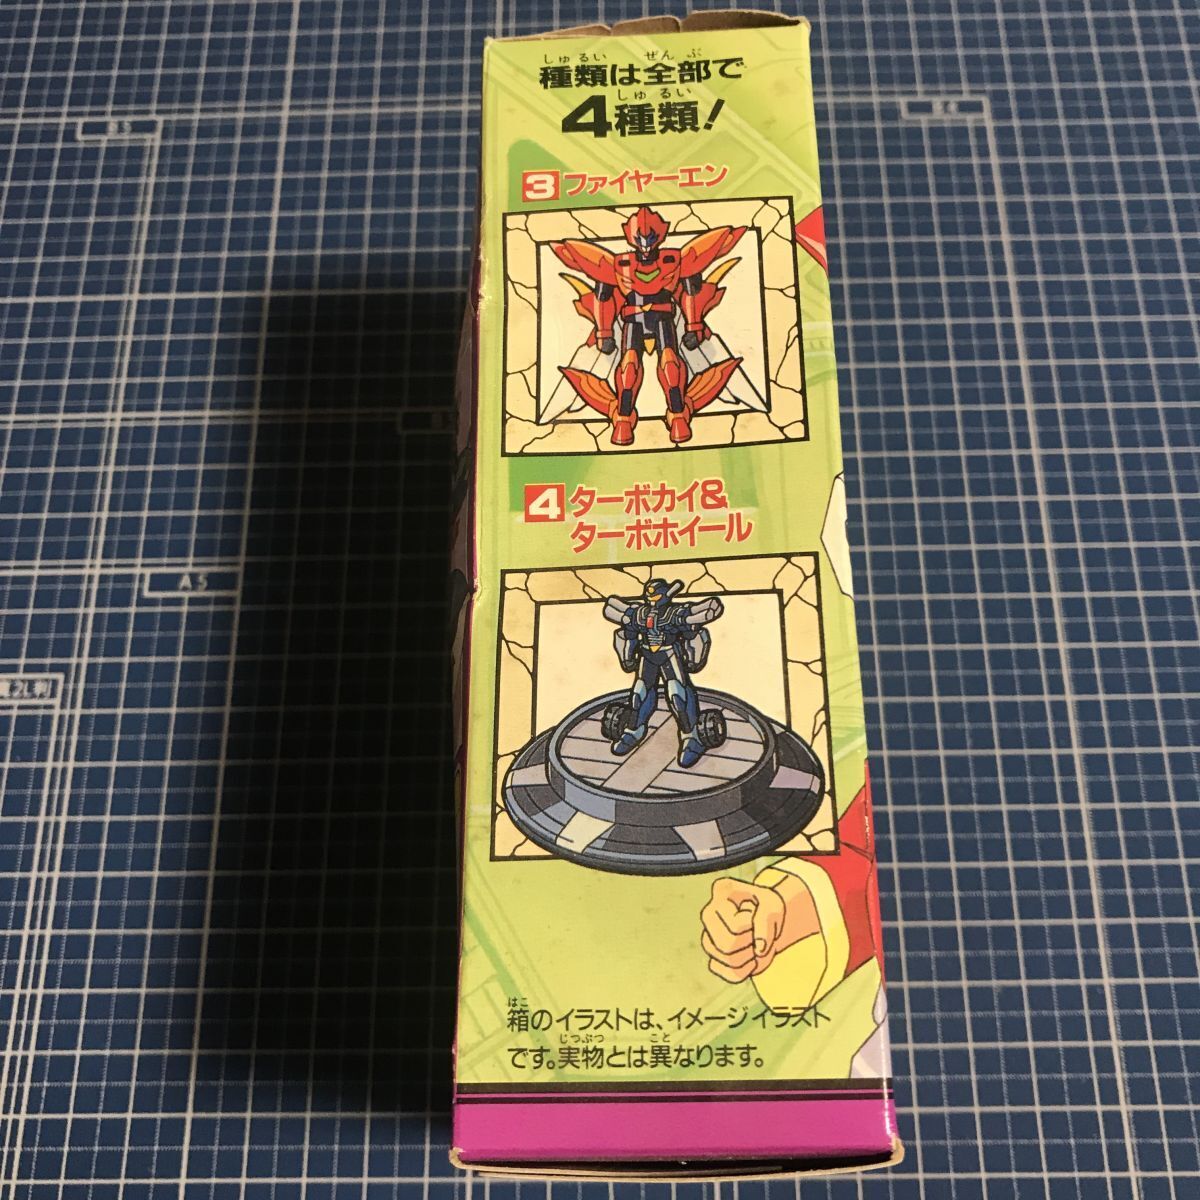 しゅるい ぜんぶ
種類は全部で
しゅるい
4種類!
3 ファイヤーエン
4 ターボカイ&
ターボホイール
はこ
箱のイラストは、イメージイラスト
じつぶつ こと
です。実物とは異なります。
A5